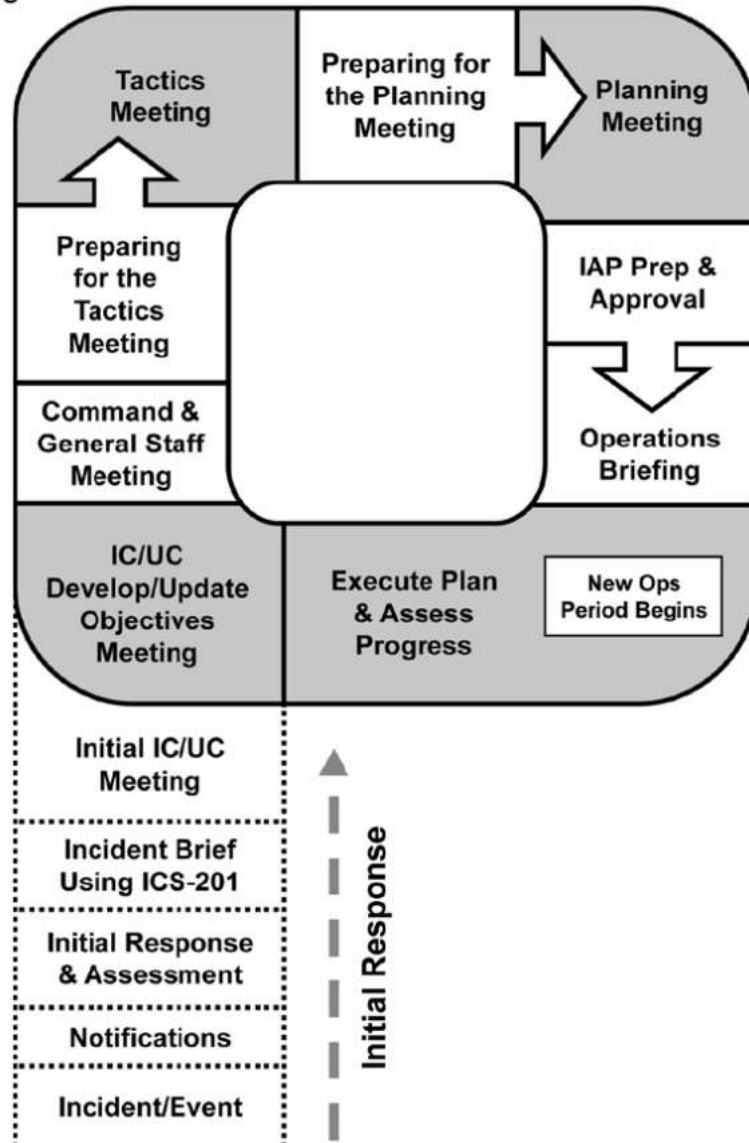 Tactics
Meeting
Preparing for
the Planning
Meeting
Planning
Meeting
Preparing
for the
Tactics
Meeting
IAP Prep &
Approval
Command &
General Staff
Meeting
Operations
Briefing
IC/UC
Develop/Update
Objectives
Meeting
Execute Plan
& Assess
Progress
New Ops
Period Begins
Initial IC/UC
Meeting
Incident Brief
Using ICS-201
Initial Response
& Assessment
Notifications
Incident/Event
Initial Response